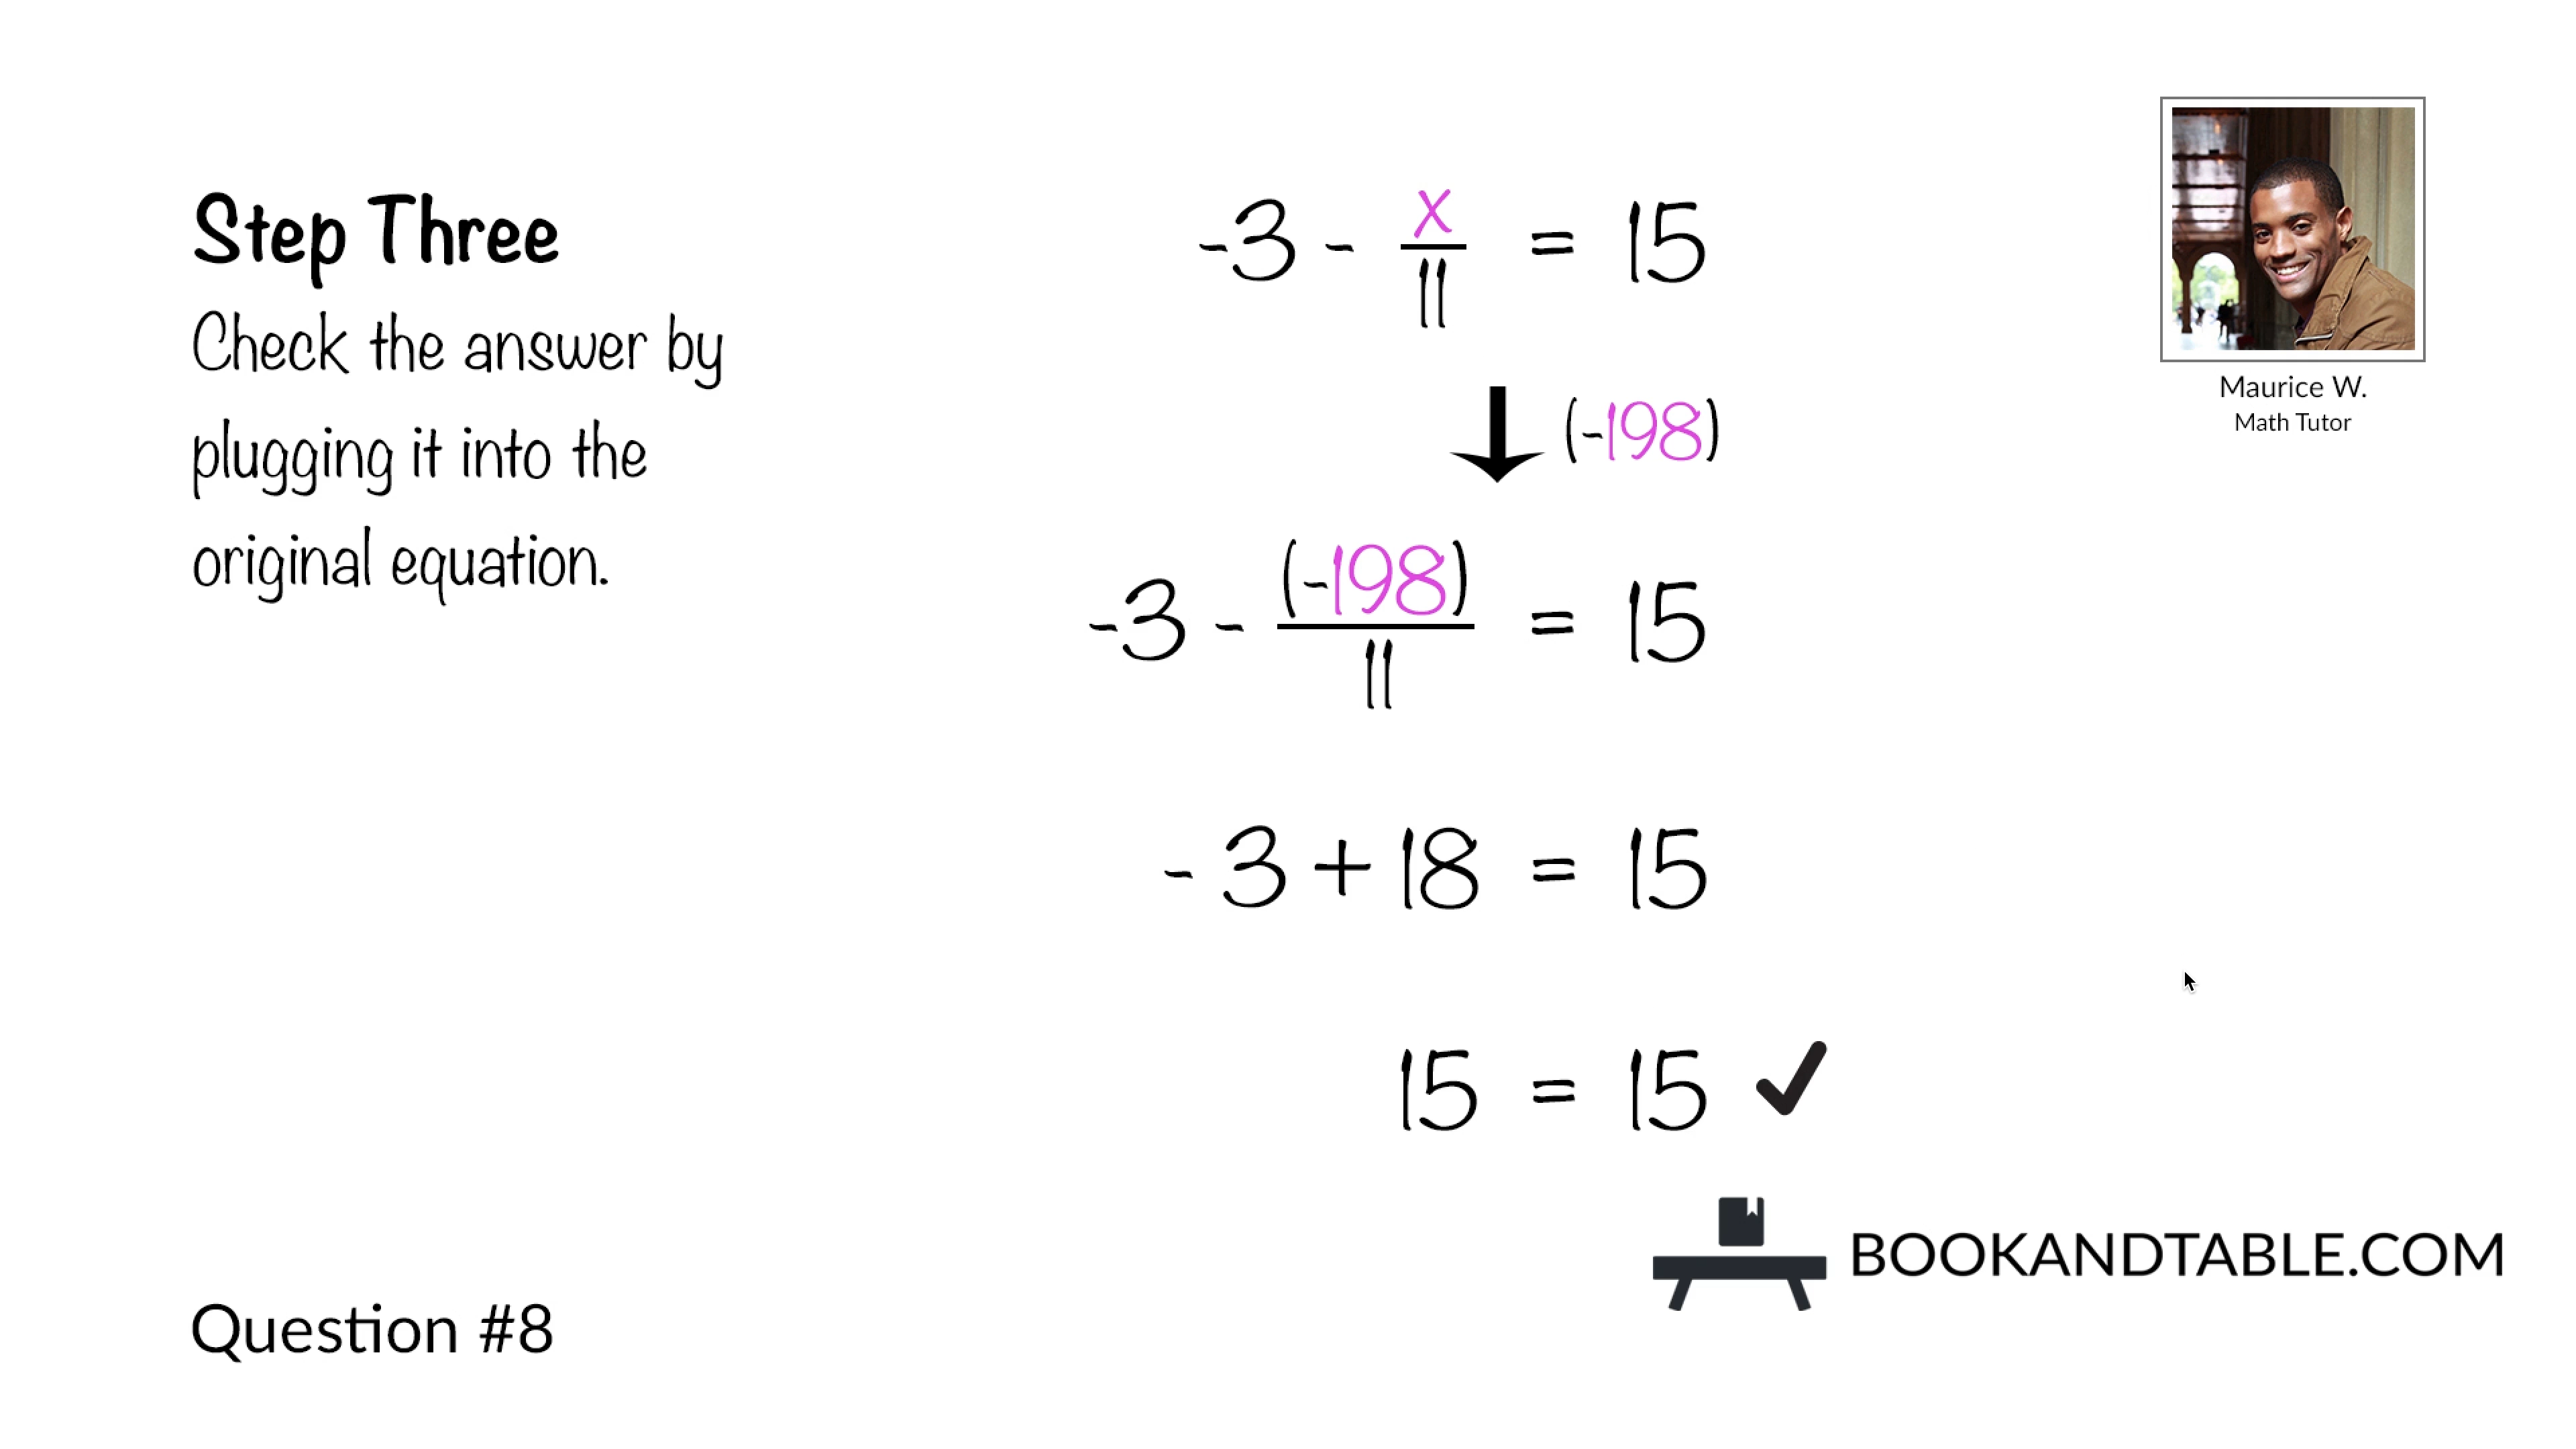 Step Three
Check the answer by
plugging it into the
original equation.
-3 - x/11 = 15
(-198)
-3 - (-198)/11 = 15
- 3 + 18 = 15
15 = 15 ✓
Maurice W.
Math Tutor
BOOKANDTABLE.COM
Question #8